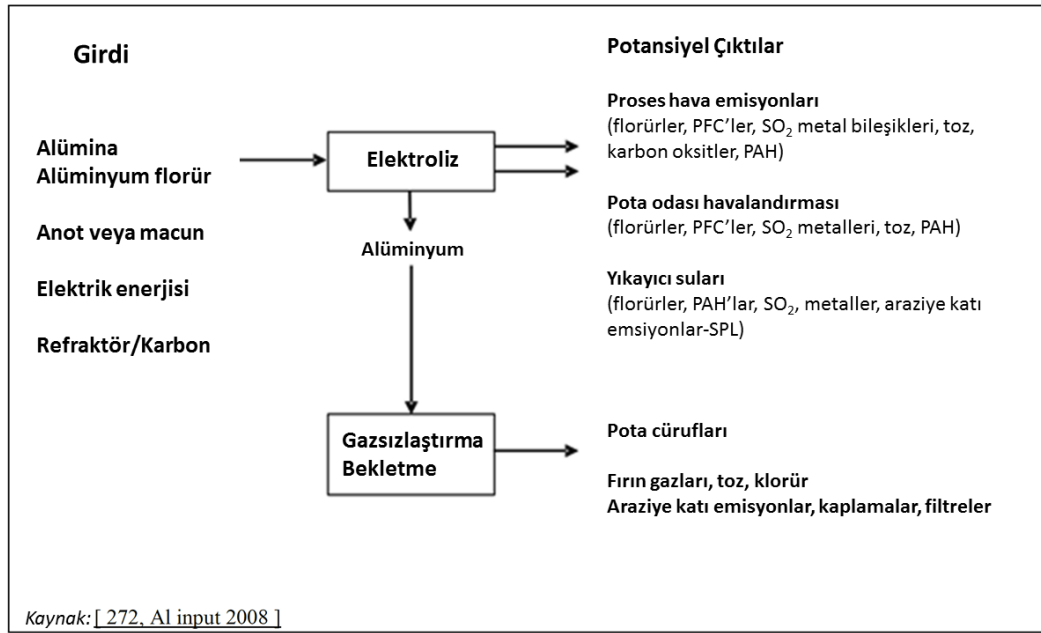 Girdi
Alümina
Alüminyum florür
Anot veya macun
Elektrik enerjisi
Refraktör/Karbon
Elektroliz
Alüminyum
Gazsızlaştırma
Bekletme
Potansiyel Çıktılar
Proses hava emisyonları
(florürler, PFC’ler, SO₂ metal bileşikleri, toz,
karbon oksitler, PAH)
Pota odası havalandırması
(florürler, PFC’ler, SO₂ metalleri, toz, PAH)
Yıkayıcı suları
(florürler, PAH’lar, SO₂, metaller, araziye katı
emsiyonlar-SPL)
Pota cürufları
Fırın gazları, toz, klorür
Araziye katı emisyonlar, kaplamalar, filtreler
Kaynak: [ 272, Al input 2008 ]